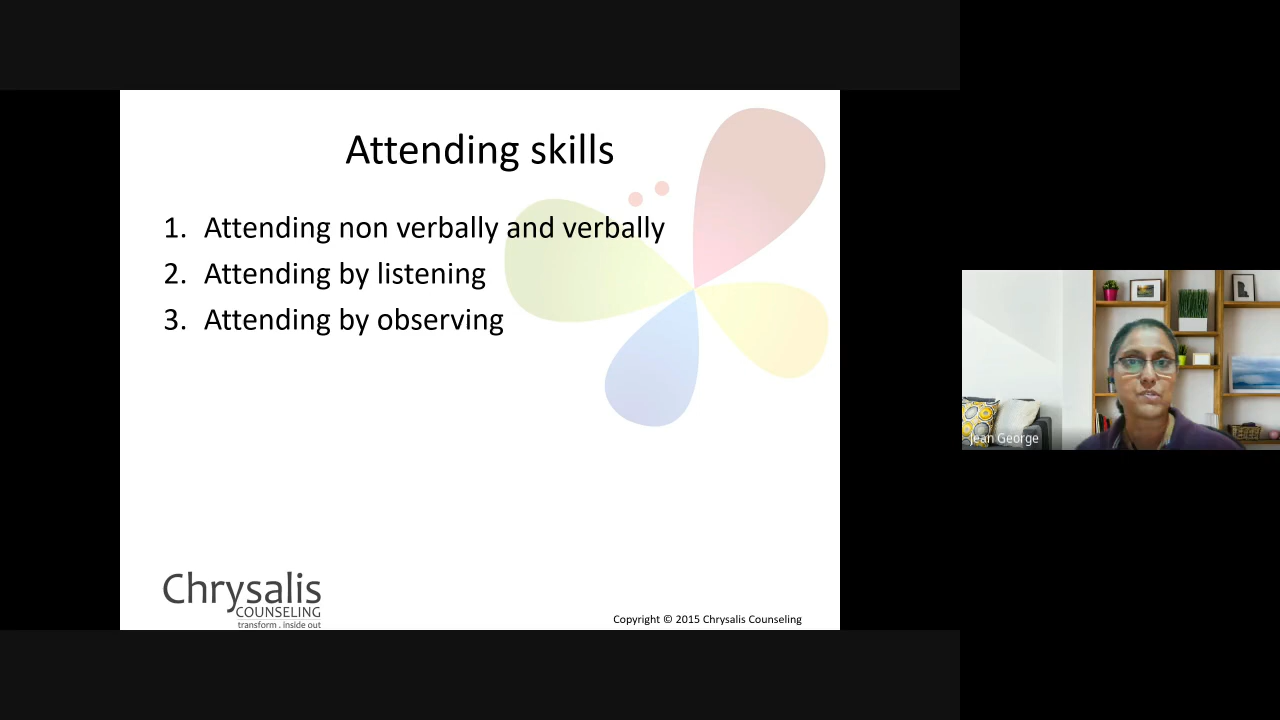 Attending skills
1. Attending non verbally and verbally
2. Attending by listening
3. Attending by observing
Chrysalis
COUNSELING
transform . inside out
Copyright © 2015 Chrysalis Counseling
Jean George